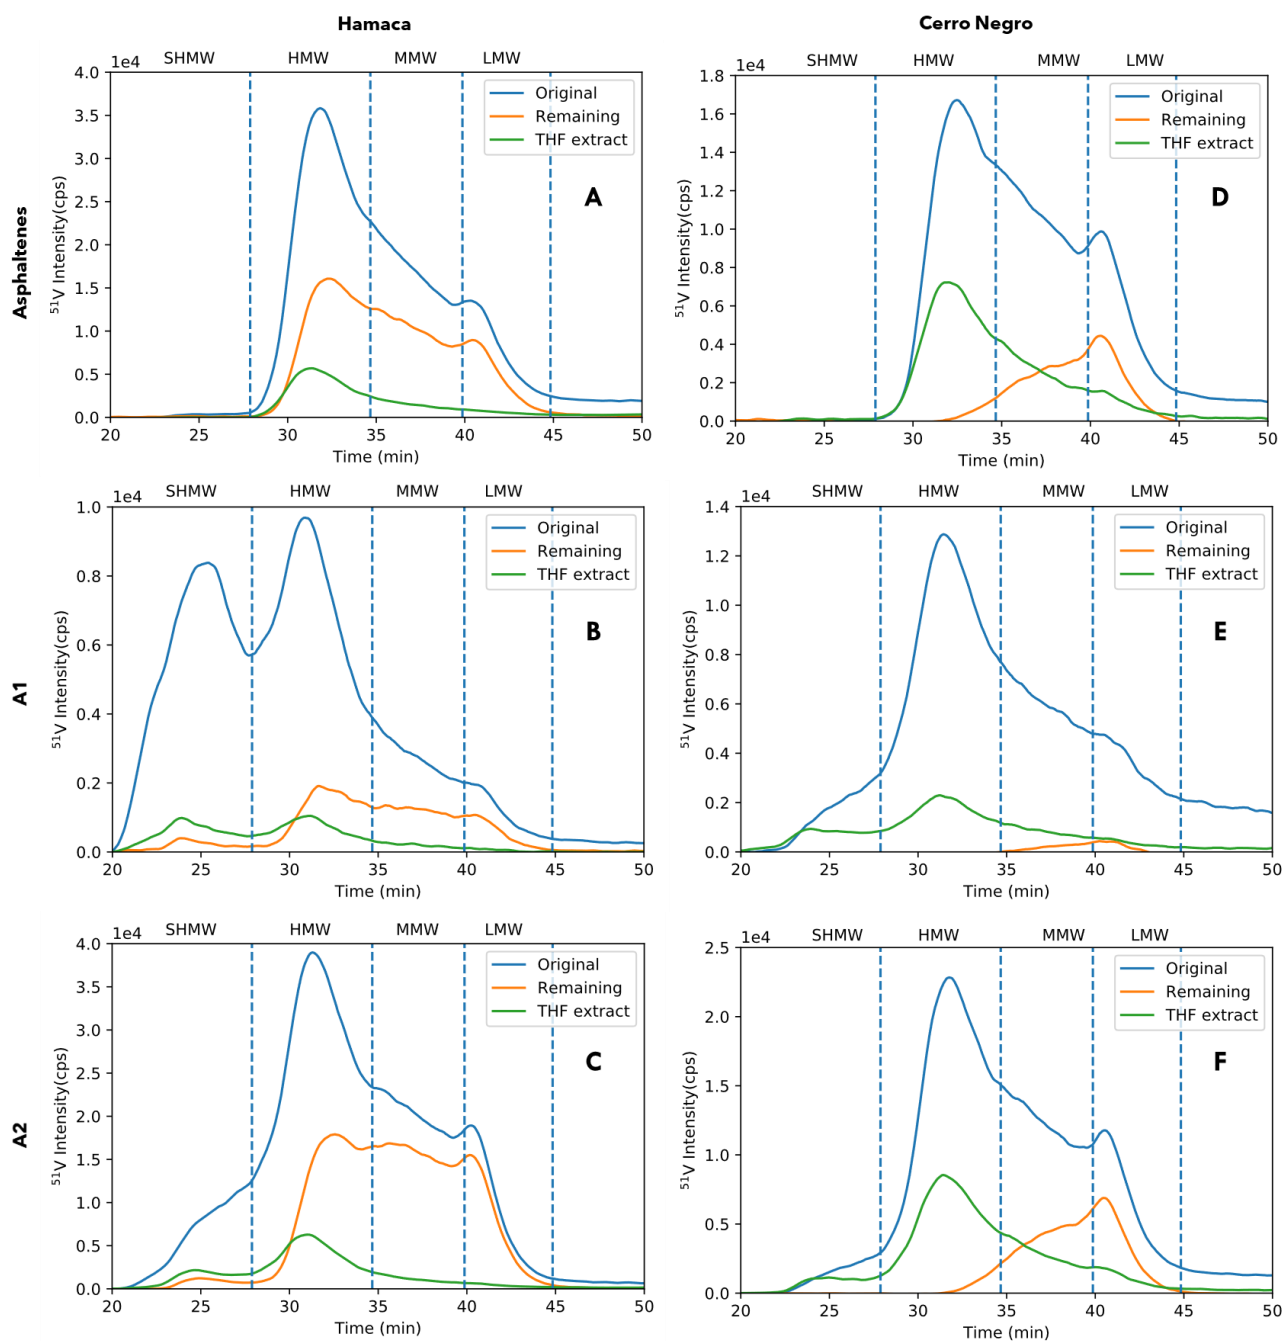 Hamaca
Cerro Negro
SHMW HMW MMW LMW
1e4
Original
Remaining
THF extract
A
Asphaltenes
⁵¹V Intensity(cps)
4.0
3.5
3.0
2.5
2.0
1.5
1.0
0.5
0.0
20 25 30 35 40 45 50
Time (min)
SHMW HMW MMW LMW
1e4
Original
Remaining
THF extract
D
⁵¹V Intensity(cps)
1.8
1.6
1.4
1.2
1.0
0.8
0.6
0.4
0.2
0.0
20 25 30 35 40 45 50
Time (min)
SHMW HMW MMW LMW
1e4
Original
Remaining
THF extract
B
A1
⁵¹V Intensity(cps)
1.0
0.8
0.6
0.4
0.2
0.0
20 25 30 35 40 45 50
Time (min)
SHMW HMW MMW LMW
1e4
Original
Remaining
THF extract
E
⁵¹V Intensity(cps)
1.4
1.2
1.0
0.8
0.6
0.4
0.2
0.0
20 25 30 35 40 45 50
Time (min)
SHMW HMW MMW LMW
1e4
Original
Remaining
THF extract
C
A2
⁵¹V Intensity(cps)
4.0
3.5
3.0
2.5
2.0
1.5
1.0
0.5
0.0
20 25 30 35 40 45 50
Time (min)
SHMW HMW MMW LMW
1e4
Original
Remaining
THF extract
F
⁵¹V Intensity(cps)
2.5
2.0
1.5
1.0
0.5
0.0
20 25 30 35 40 45 50
Time (min)